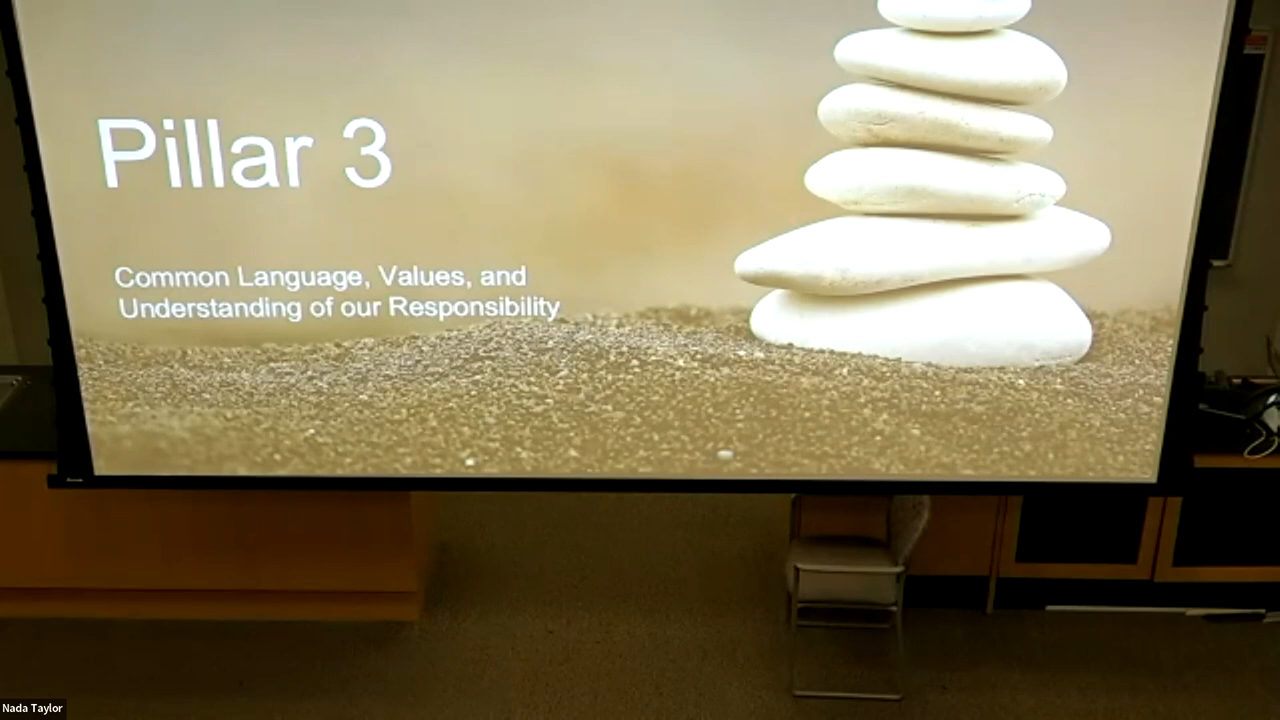 Pillar 3
Common Language, Values, and
Understanding of our Responsibility
Nada Taylor